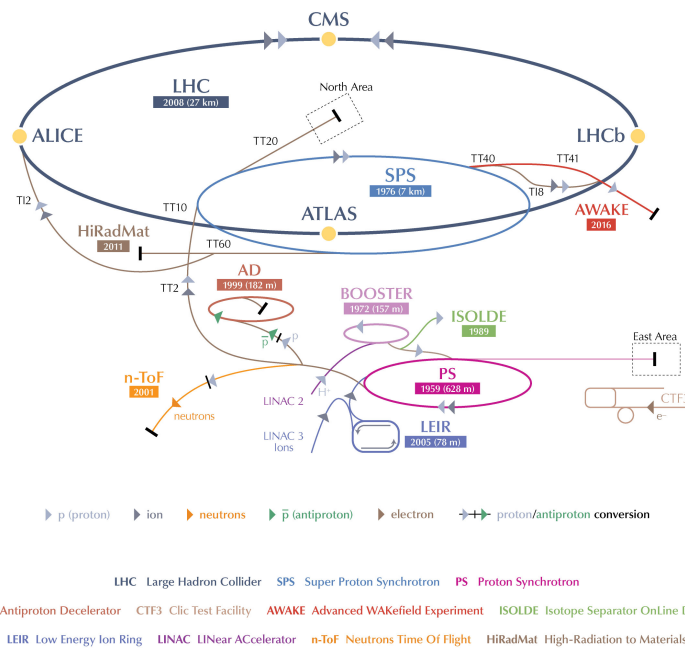 CMS
LHC
2008 (27 km)
North Area
ALICE
LHCb
TT20
TT40
TT41
SPS
1976 (7 km)
TI8
TI2
TT10
AWAKE
2016
ATLAS
HiRadMat
2011
TT60
AD
1999 (182 m)
TT2
BOOSTER
1972 (157 m)
ISOLDE
1989
p
p̅
East Area
n-ToF
2001
PS
1959 (628 m)
H⁺
LINAC 2
neutrons
CTF3
e⁻
LINAC 3
Ions
LEIR
2005 (78 m)
p (proton)
ion
neutrons
p̅ (antiproton)
electron
proton/antiproton conversion
LHC Large Hadron Collider
SPS Super Proton Synchrotron
PS Proton Synchrotron
Antiproton Decelerator
CTF3 Clic Test Facility
AWAKE Advanced WAKefield Experiment
ISOLDE Isotope Separator OnLine
LEIR Low Energy Ion Ring
LINAC LINear ACcelerator
n-ToF Neutrons Time Of Flight
HiRadMat High-Radiation to Materials